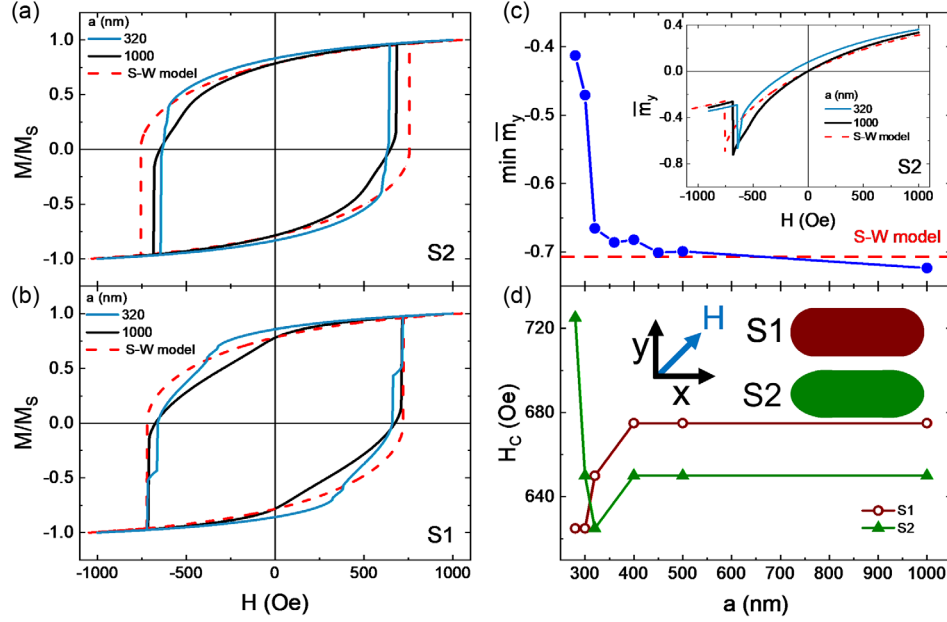 (a)
a (nm)
320
1000
S-W model
1.0
0.5
0.0
-0.5
-1.0
M/MS
S2
(b)
a (nm)
320
1000
S-W model
1.0
0.5
0.0
-0.5
-1.0
M/MS
S1
-1000 -500 0 500 1000
H (Oe)
(c)
-0.4
-0.5
-0.6
-0.7
min m̅y
S-W model
0.4
0.0
-0.4
-0.8
m̅y
a (nm)
320
1000
S-W model
S2
-1000 -500 0 500 1000
H (Oe)
(d)
720
680
640
HC (Oe)
y
x
H
S1
S2
S1
S2
300 400 500 600 700 800 900 1000
a (nm)